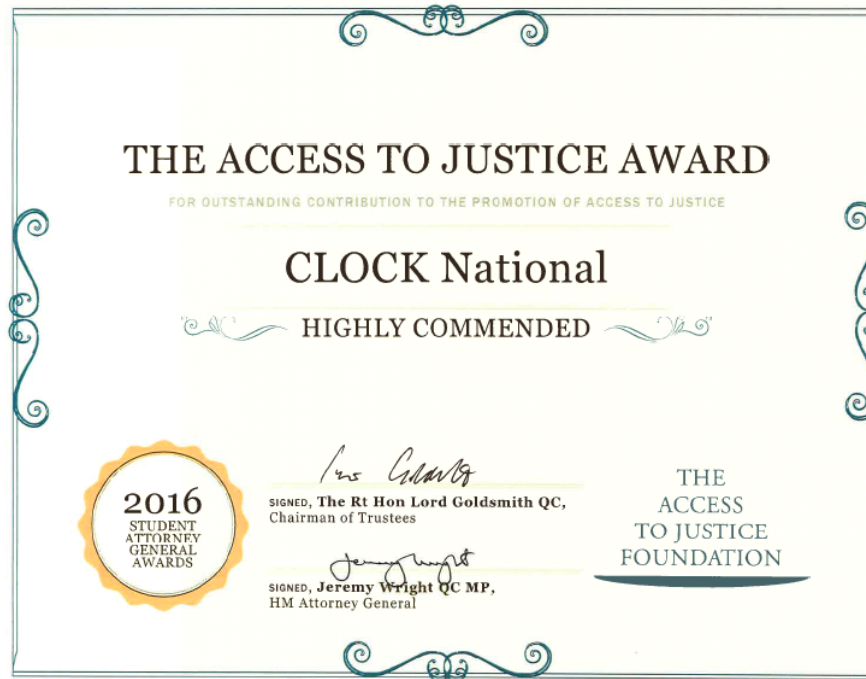 THE ACCESS TO JUSTICE AWARD
FOR OUTSTANDING CONTRIBUTION TO THE PROMOTION OF ACCESS TO JUSTICE
CLOCK National
HIGHLY COMMENDED
2016
STUDENT
ATTORNEY
GENERAL
AWARDS
SIGNED, The Rt Hon Lord Goldsmith QC,
Chairman of Trustees
Jeremy Wright
SIGNED, Jeremy Wright QC MP,
HM Attorney General
THE
ACCESS
TO JUSTICE
FOUNDATION